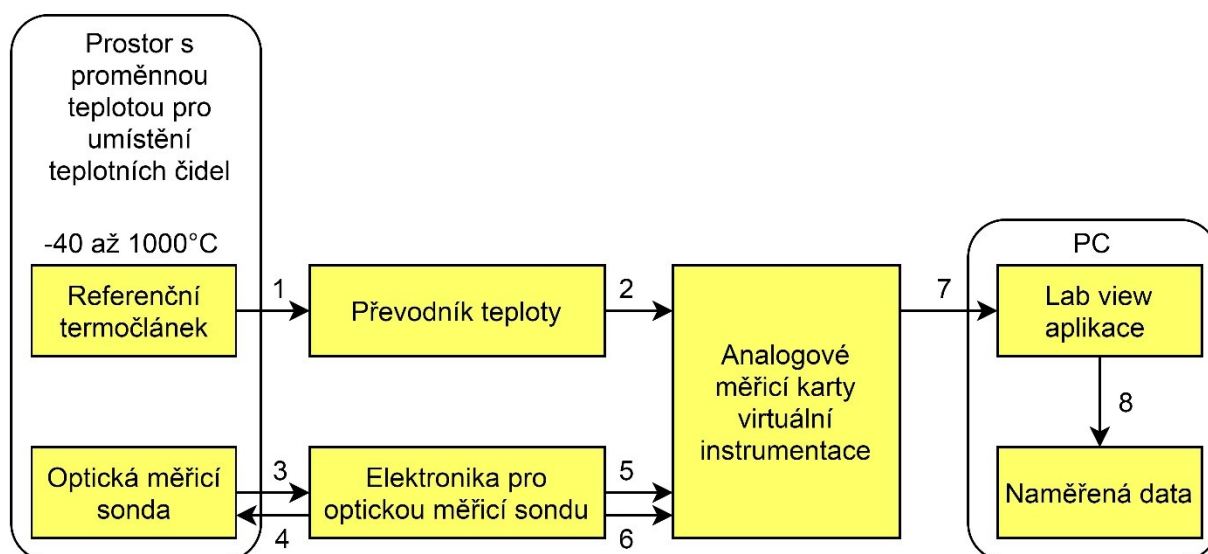 Prostor s
proměnnou
teplotou pro
umístění
teplotních čidel
-40 až 1000°C
Referenční
termočlánek
1
Převodník teploty
2
Analogové
měřicí karty
virtuální
instrumentace
7
PC
Lab view
aplikace
8
Naměřená data
Optická měřicí
sonda
3
4
Elektronika pro
optickou měřicí sondu
5
6